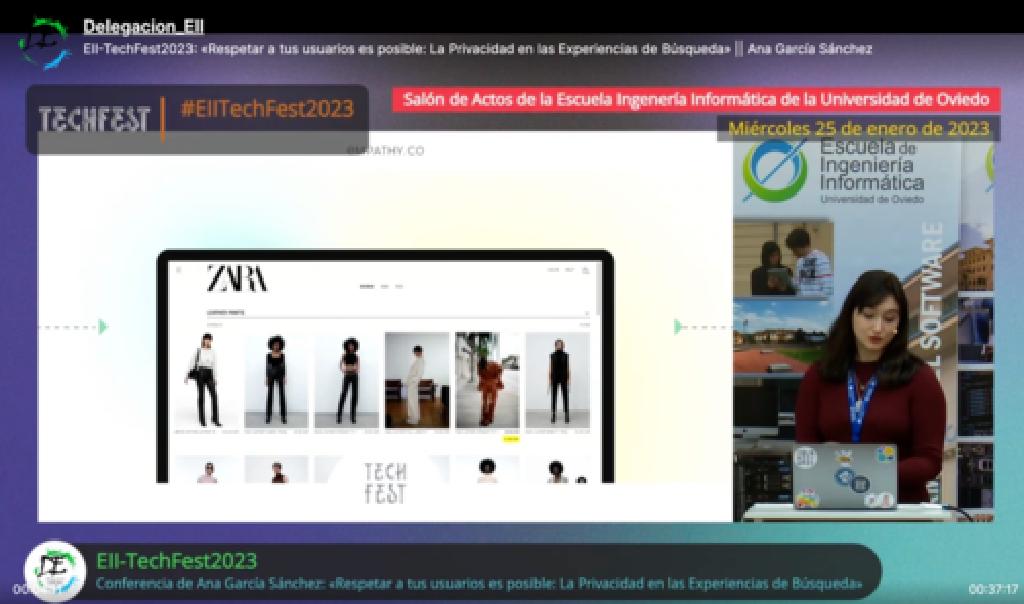 Delegacion_EII
EII-TechFest2023: «Respetar a tus usuarios es posible: La Privacidad en las Experiencias de Búsqueda» || Ana García Sánchez
TECHFEST
#EIITechFest2023
Salón de Actos de la Escuela Ingenería Informática de la Universidad de Oviedo
Miércoles 25 de enero de 2023
Escuela de
Ingeniería
Informática
Universidad de Oviedo
ZARA
LEATHER PANTS
SOFTWARE
TECH
FEST
EII-TechFest2023
Conferencia de Ana García Sánchez: «Respetar a tus usuarios es posible: La Privacidad en las Experiencias de Búsqueda»
00:37:17